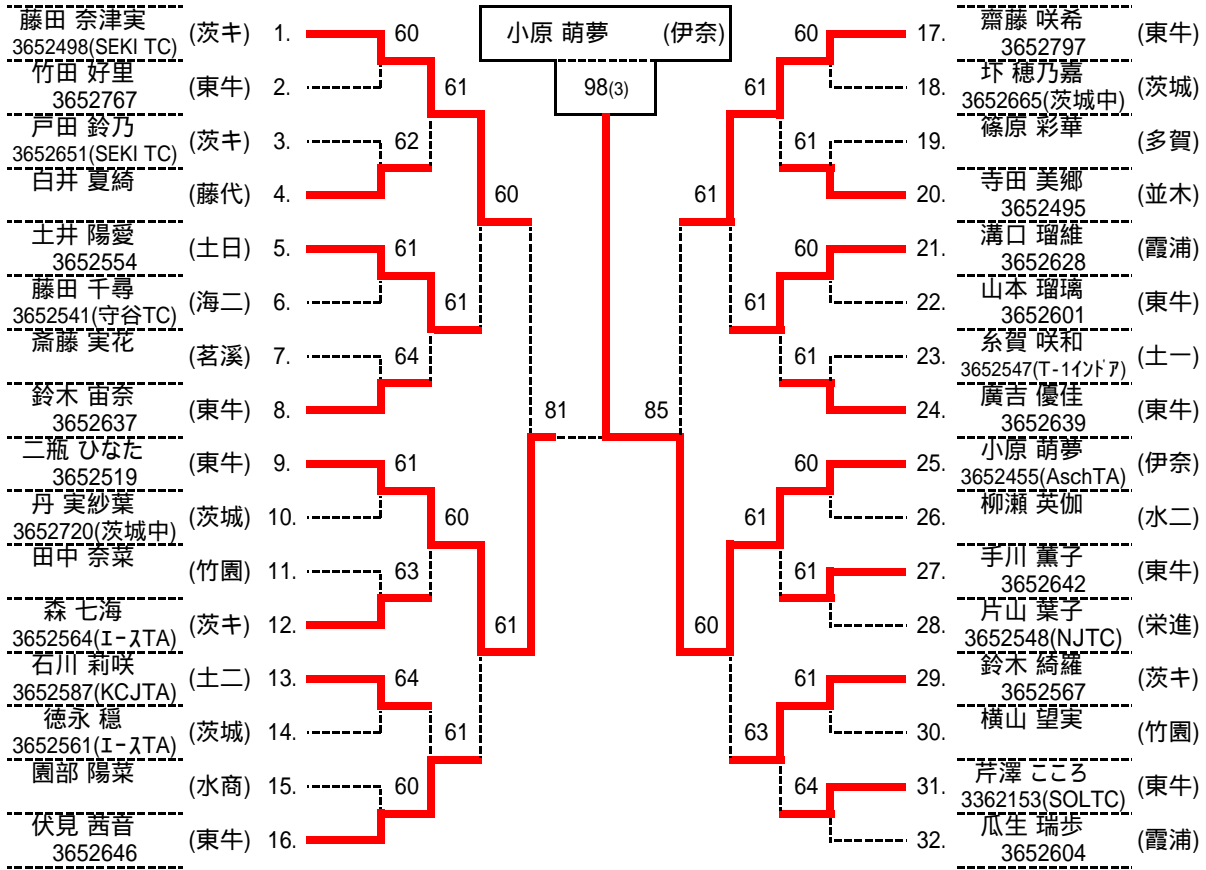 小原 萌夢 (伊奈)
98(3)
藤田 奈津実
3652498(SEKI TC) (茨キ) 1.
竹田 好里
3652767 (東牛) 2.
戸田 鈴乃
3652651(SEKI TC) (茨キ) 3.
白井 夏綺
(藤代) 4.
土井 陽愛
3652554 (土日) 5.
藤田 千尋
3652541(守谷TC) (海二) 6.
斎藤 実花
(茗溪) 7.
鈴木 宙奈
3652637 (東牛) 8.
二瓶 ひなた
3652519 (東牛) 9.
丹 実紗葉
3652720(茨城中) (茨城) 10.
田中 奈菜
(竹園) 11.
森 七海
3652564(ｴｰｽTA) (茨キ) 12.
石川 莉咲
3652587(KCJTA) (土二) 13.
徳永 穏
3652561(ｴｰｽTA) (茨城) 14.
園部 陽菜
(水商) 15.
伏見 茜音
3652646 (東牛) 16.
60
62
61
64
61
63
64
60
61
61
60
61
60
61
81
85
61
60
61
61
61
63
60
61
60
61
60
61
61
64
17. 齋藤 咲希 (東牛)
3652797
18. 圷 穂乃嘉 (茨城)
3652665(茨城中)
19. 篠原 彩華 (多賀)
20. 寺田 美郷 (並木)
3652495
21. 溝口 瑠維 (霞浦)
3652628
22. 山本 瑠璃 (東牛)
3652601
23. 糸賀 咲和 (土一)
3652547(T-1ｲﾝﾄﾞｱ)
24. 廣吉 優佳 (東牛)
3652639
25. 小原 萌夢 (伊奈)
3652455(AschTA)
26. 柳瀬 英伽 (水二)
27. 手川 薫子 (東牛)
3652642
28. 片山 葉子 (栄進)
3652548(NJTC)
29. 鈴木 綺羅 (茨キ)
3652567
30. 横山 望実 (竹園)
31. 芹澤 こころ (東牛)
3362153(SOLTC)
32. 瓜生 瑞歩 (霞浦)
3652604